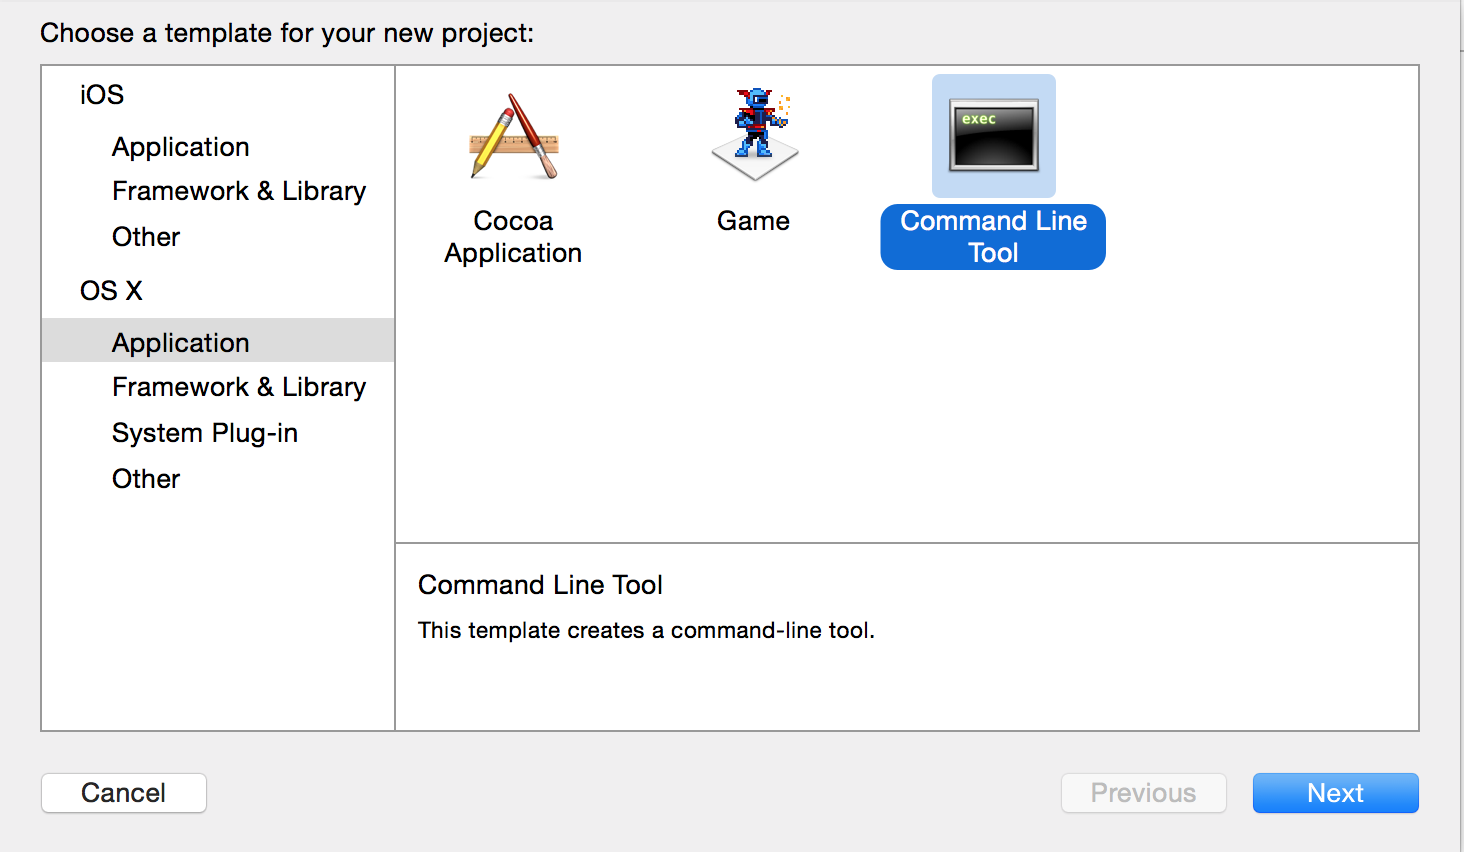 Choose a template for your new project:
iOS
Application
Framework & Library
Other
OS X
Application
Framework & Library
System Plug-in
Other
Cocoa
Application
Game
exec
Command Line
Tool
Command Line Tool
This template creates a command-line tool.
Cancel
Previous
Next